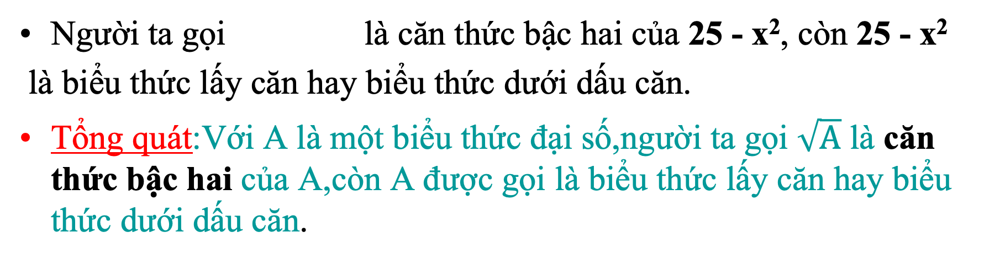 • Người ta gọi là căn thức bậc hai của 25 - x², còn 25 - x²
là biểu thức lấy căn hay biểu thức dưới dấu căn.
• Tổng quát:Với A là một biểu thức đại số,người ta gọi √A là căn
thức bậc hai của A,còn A được gọi là biểu thức lấy căn hay biểu
thức dưới dấu căn.